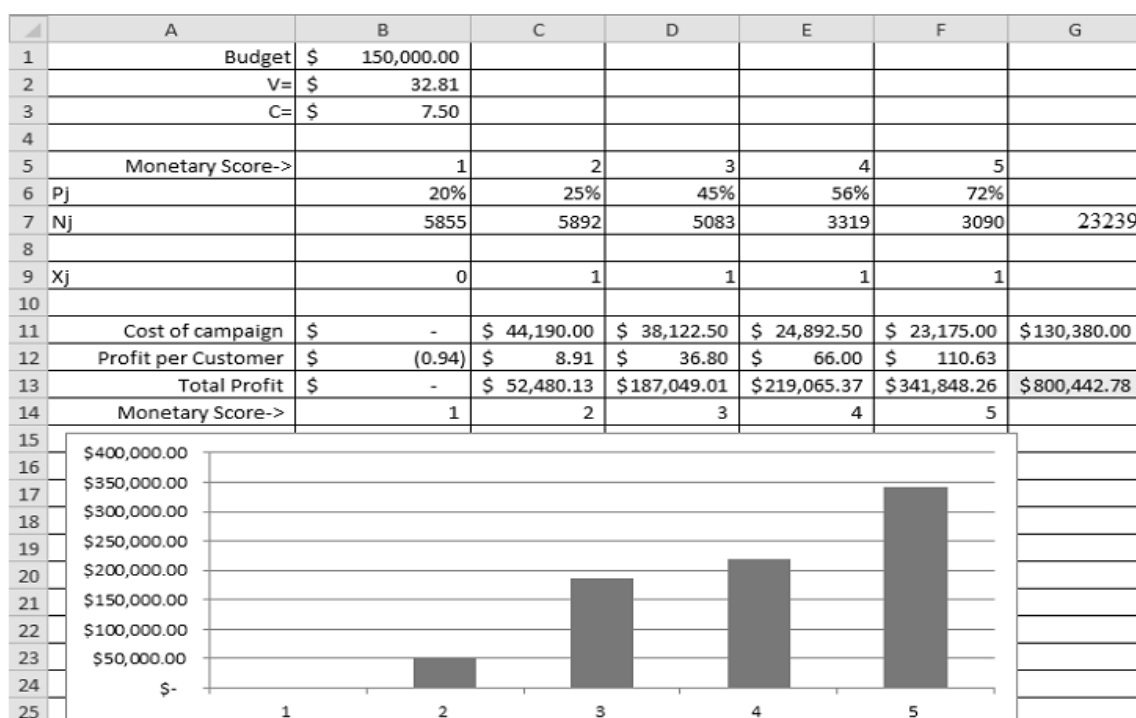 A B C D E F G
1 Budget $ 150,000.00
2 V= $ 32.81
3 C= $ 7.50
4
5 Monetary Score-> 1 2 3 4 5
6 Pj 20% 25% 45% 56% 72%
7 Nj 5855 5892 5083 3319 3090 23239
8
9 Xj 0 1 1 1 1
10
11 Cost of campaign $ - $ 44,190.00 $ 38,122.50 $ 24,892.50 $ 23,175.00 $130,380.00
12 Profit per Customer $ (0.94) $ 8.91 $ 36.80 $ 66.00 $ 110.63
13 Total Profit $ - $ 52,480.13 $187,049.01 $219,065.37 $341,848.26 $800,442.78
14 Monetary Score-> 1 2 3 4 5
15
$400,000.00
16
$350,000.00
17
$300,000.00
18
$250,000.00
19
$200,000.00
20
$150,000.00
21
$100,000.00
22
$50,000.00
23
$-
24
25
1 2 3 4 5